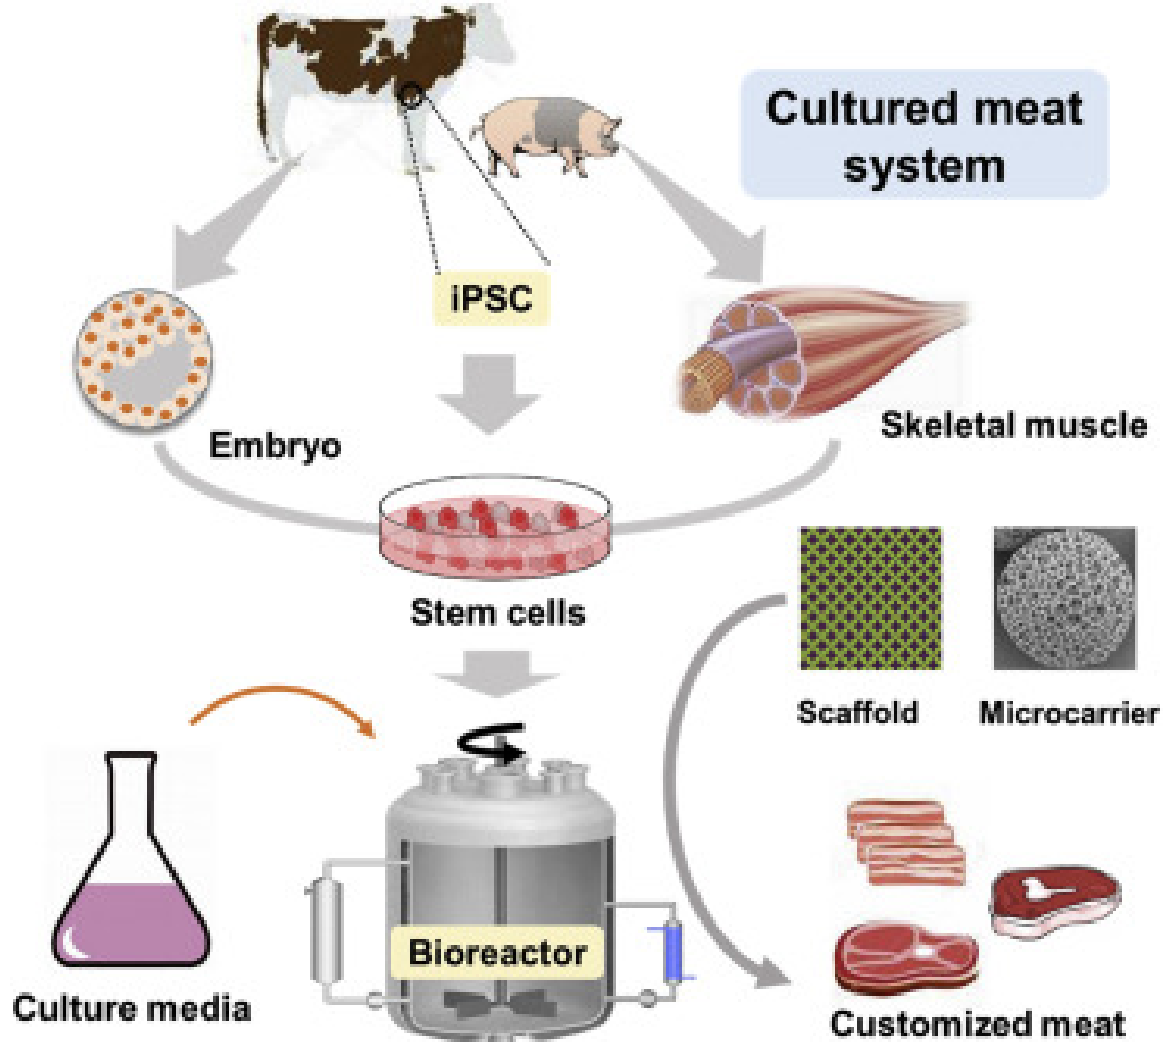 Cultured meat
system
iPSC
Embryo
Skeletal muscle
Stem cells
Scaffold
Microcarrier
Bioreactor
Culture media
Customized meat